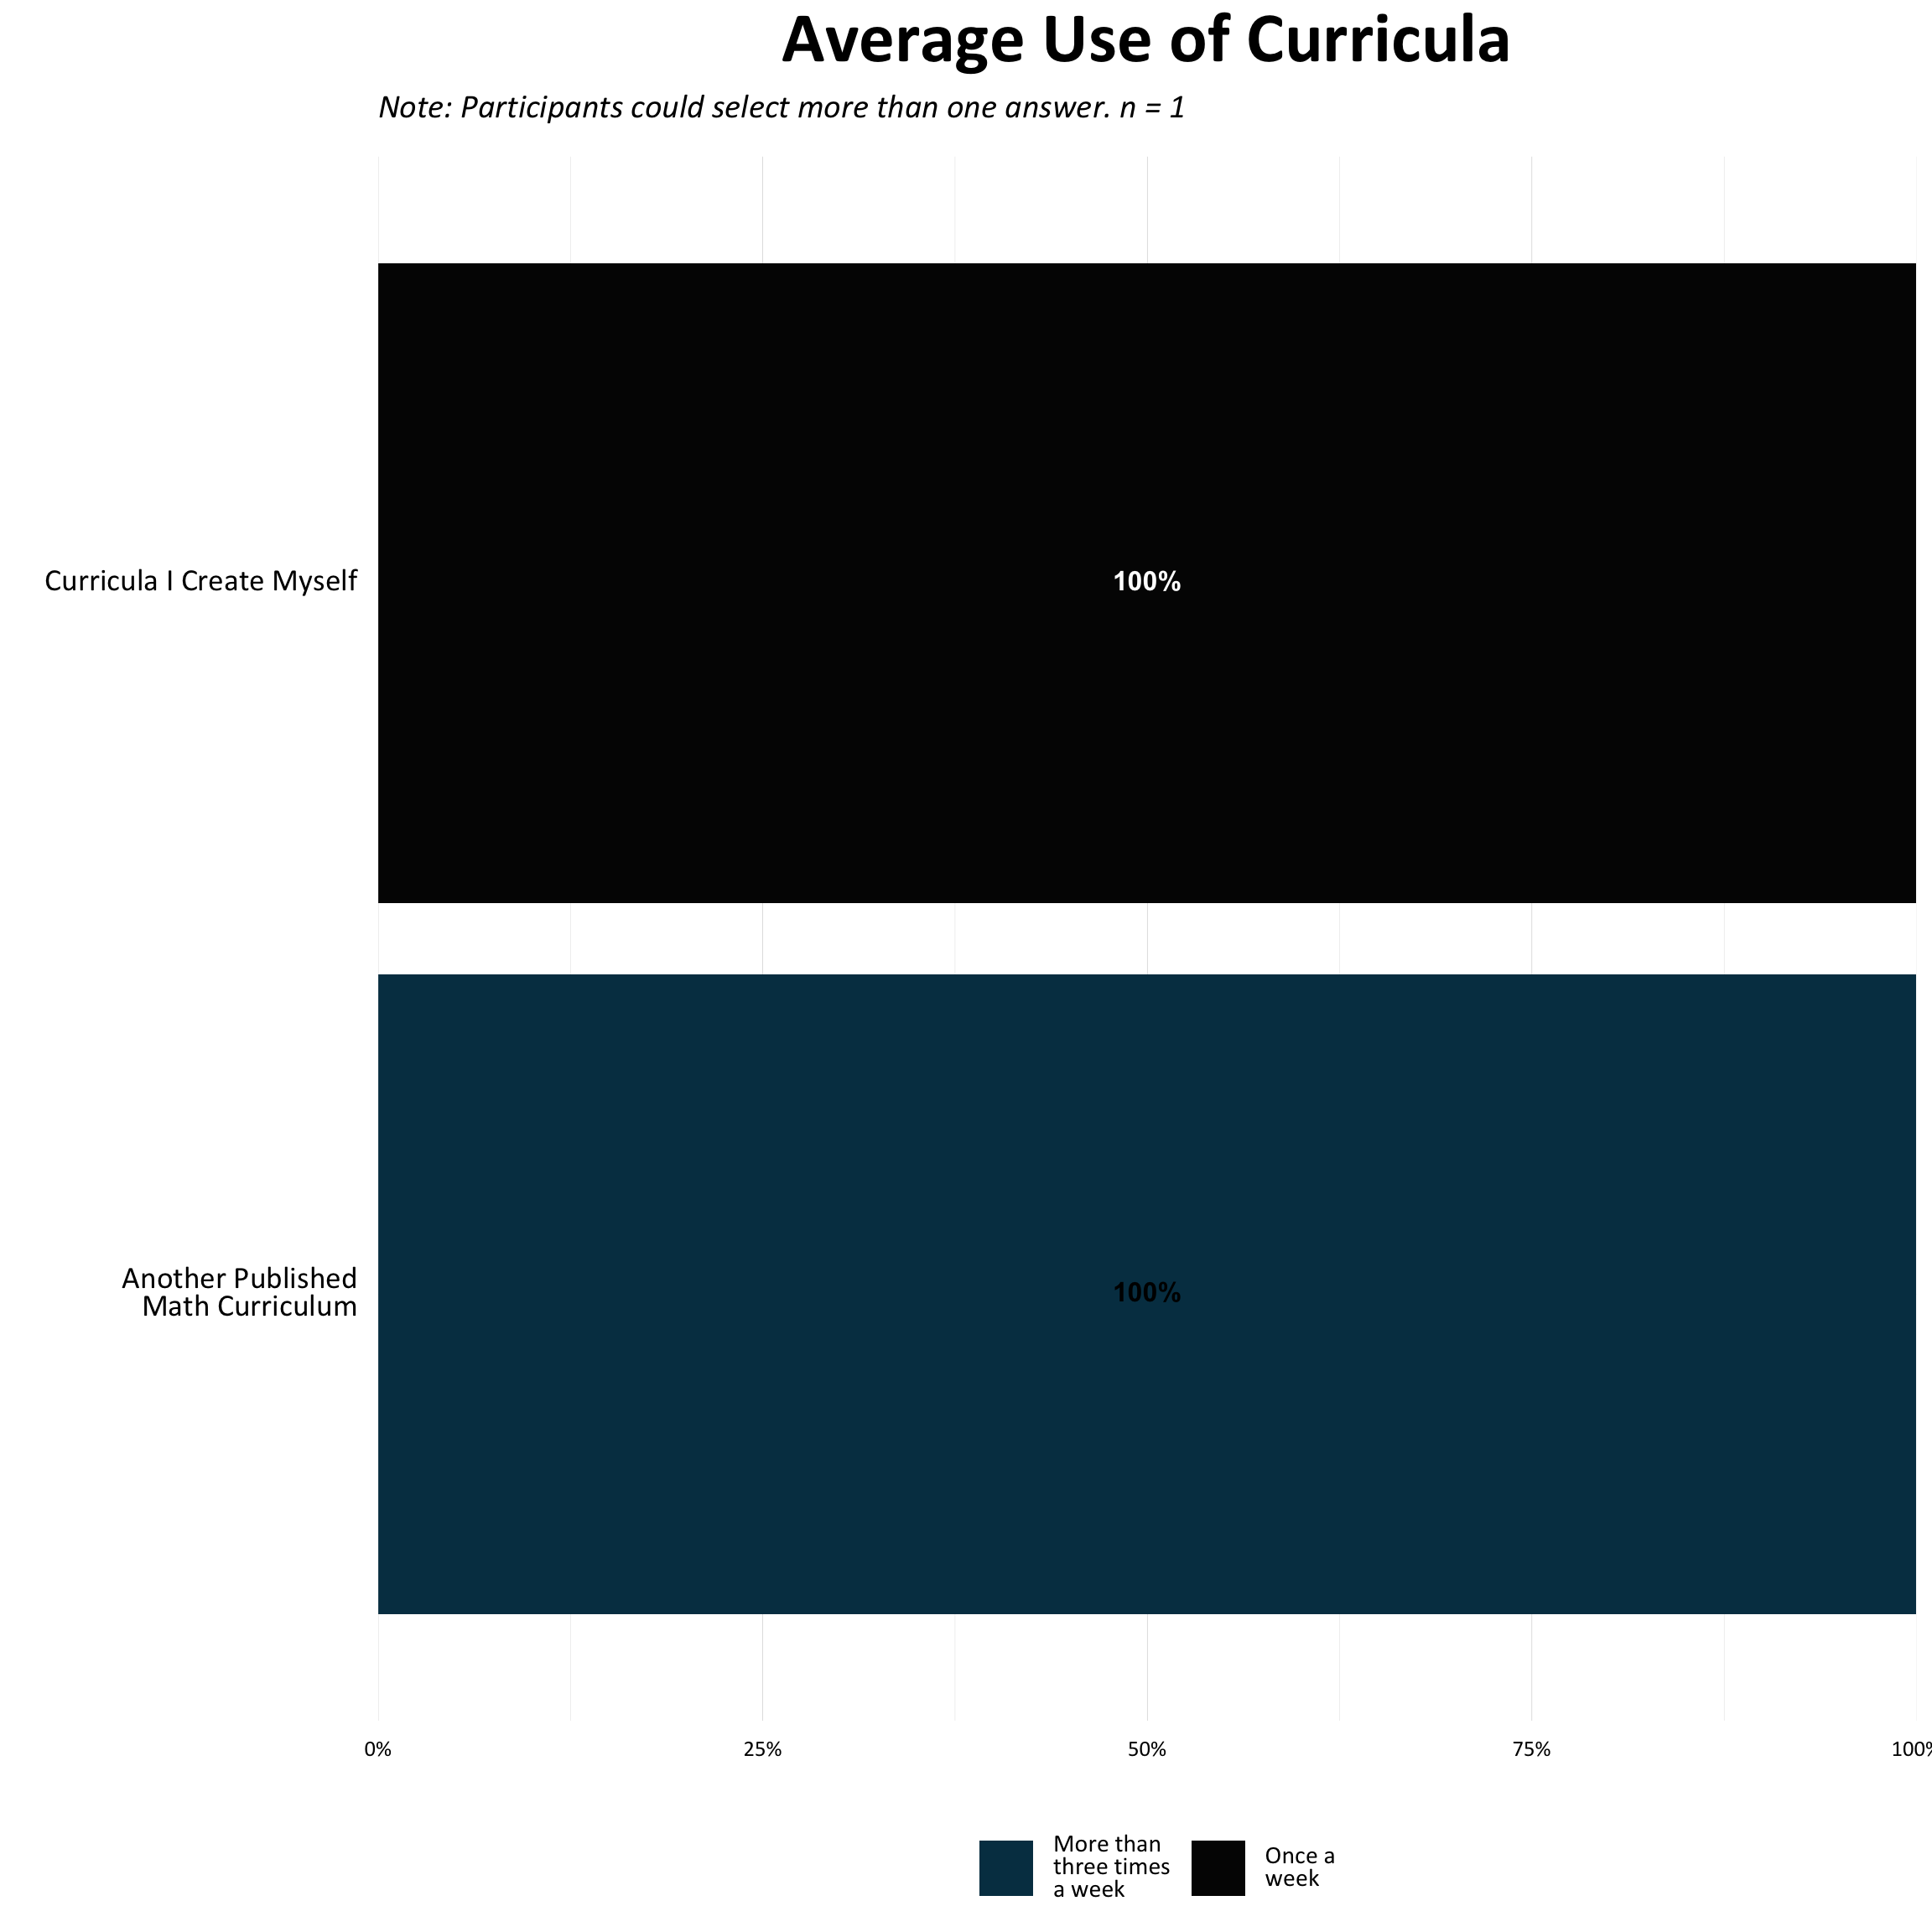 Average Use of Curricula
Note: Participants could select more than one answer. n = 1
Curricula I Create Myself
100%
Another Published
Math Curriculum
100%
0%
25%
50%
75%
100%
More than
three times
a week
Once a
week